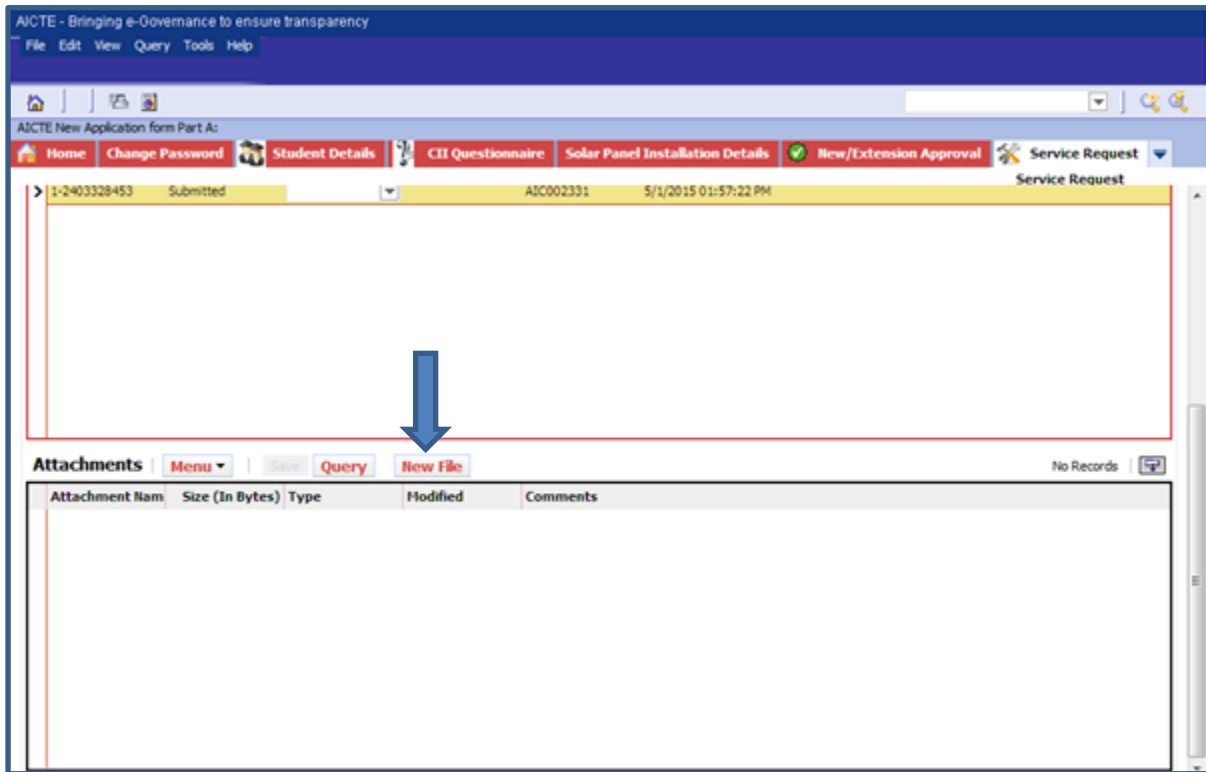 AICTE - Bringing e-Governance to ensure transparency
File Edit View Query Tools Help
AICTE New Application form Part A:
Home Change Password Student Details CII Questionnaire Solar Panel Installation Details New/Extension Approval Service Request
Service Request
1-2403328453 Submitted AIC002331 5/1/2015 01:57:22 PM
Attachments Menu Save Query New File No Records
Attachment Nam Size (In Bytes) Type Modified Comments